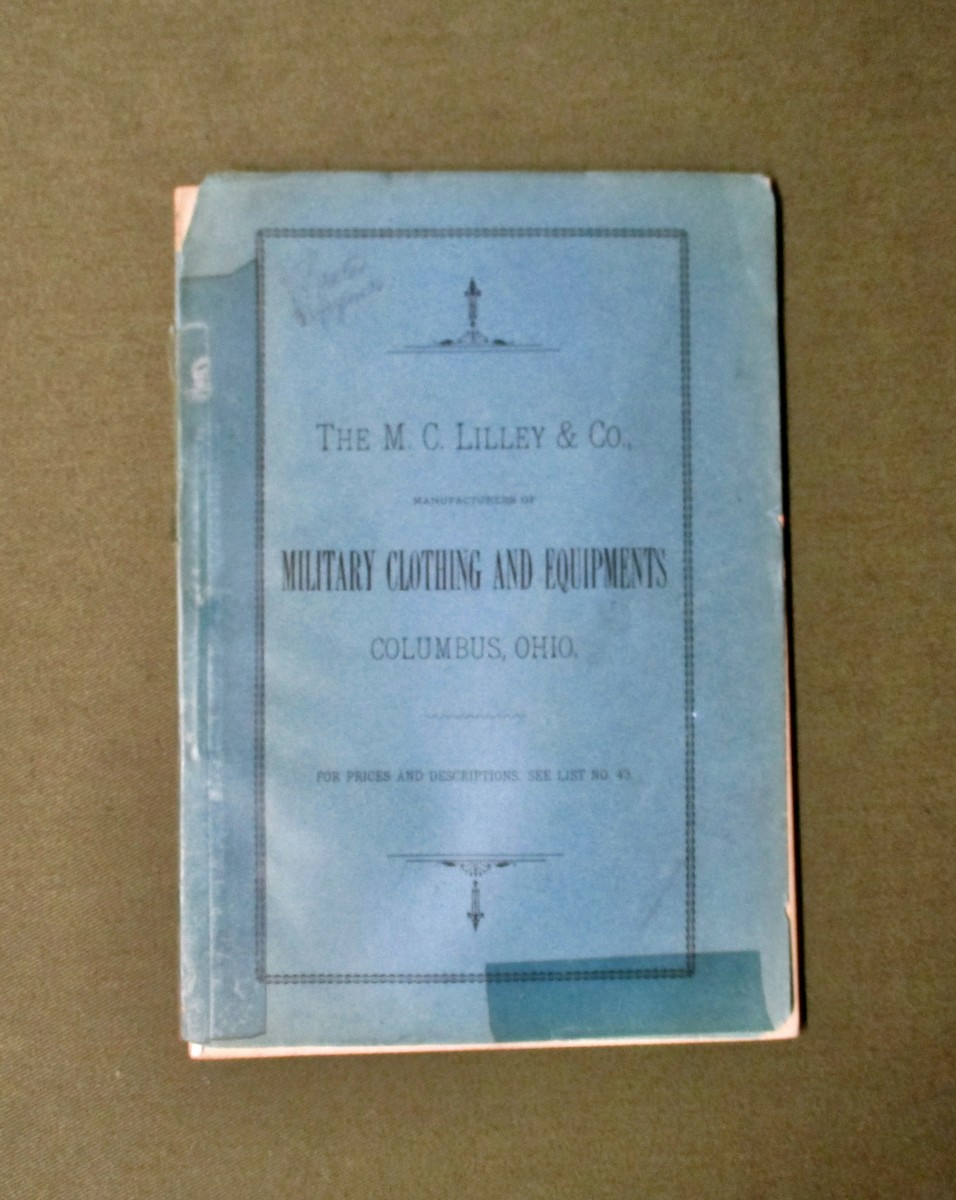 THE M. C. LILLEY & CO.,
MANUFACTURERS OF
MILITARY CLOTHING AND EQUIPMENTS
COLUMBUS, OHIO.
FOR PRICES AND DESCRIPTIONS, SEE LIST NO. 43.